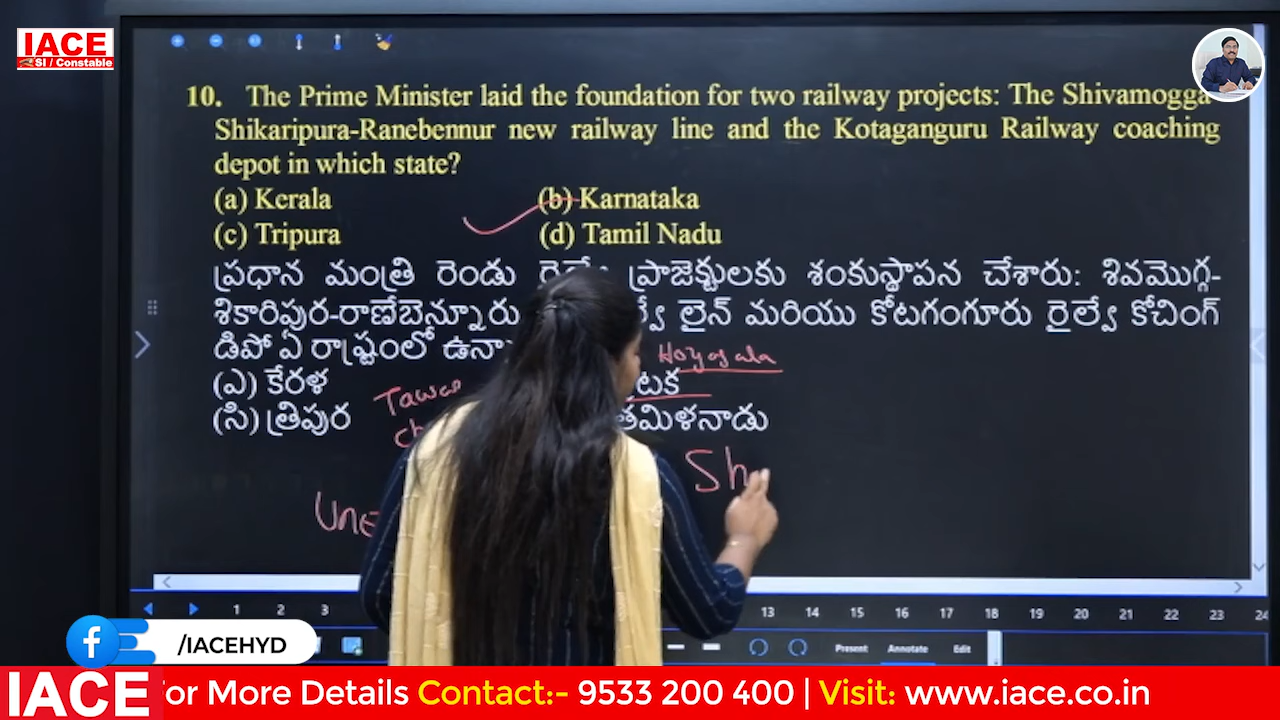 IACE
SI / Constable
10. The Prime Minister laid the foundation for two railway projects: The Shivamogga-
Shikaripura-Ranebennur new railway line and the Kotaganguru Railway coaching
depot in which state?
(a) Kerala (b) Karnataka
(c) Tripura (d) Tamil Nadu
ప్రధాన మంత్రి రెండు ప్రాజెక్టులకు శంకుస్థాపన చేశారు: శివమొగ్గ-
శికారిపుర-రాణేబెన్నూరు లైన్ మరియు కోటగంగూరు రైల్వే కోచింగ్
డిపో ఏ రాష్ట్రంలో
Hoysala
(ఎ) కేరళ
(సి) త్రిపుర తమిళనాడు
Sh
1 2 3 13 14 15 16 17 18 19 20 21 22 23 24
Present Annotate Edit
/IACEHYD
IACE For More Details Contact:- 9533 200 400 | Visit: www.iace.co.in